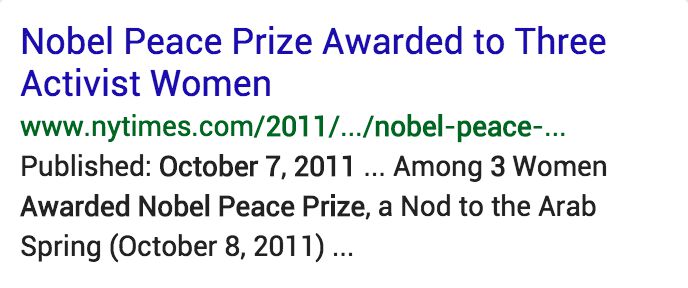 Nobel Peace Prize Awarded to Three
Activist Women
www.nytimes.com/2011/.../nobel-peace-...
Published: October 7, 2011 ... Among 3 Women
Awarded Nobel Peace Prize, a Nod to the Arab
Spring (October 8, 2011) ...